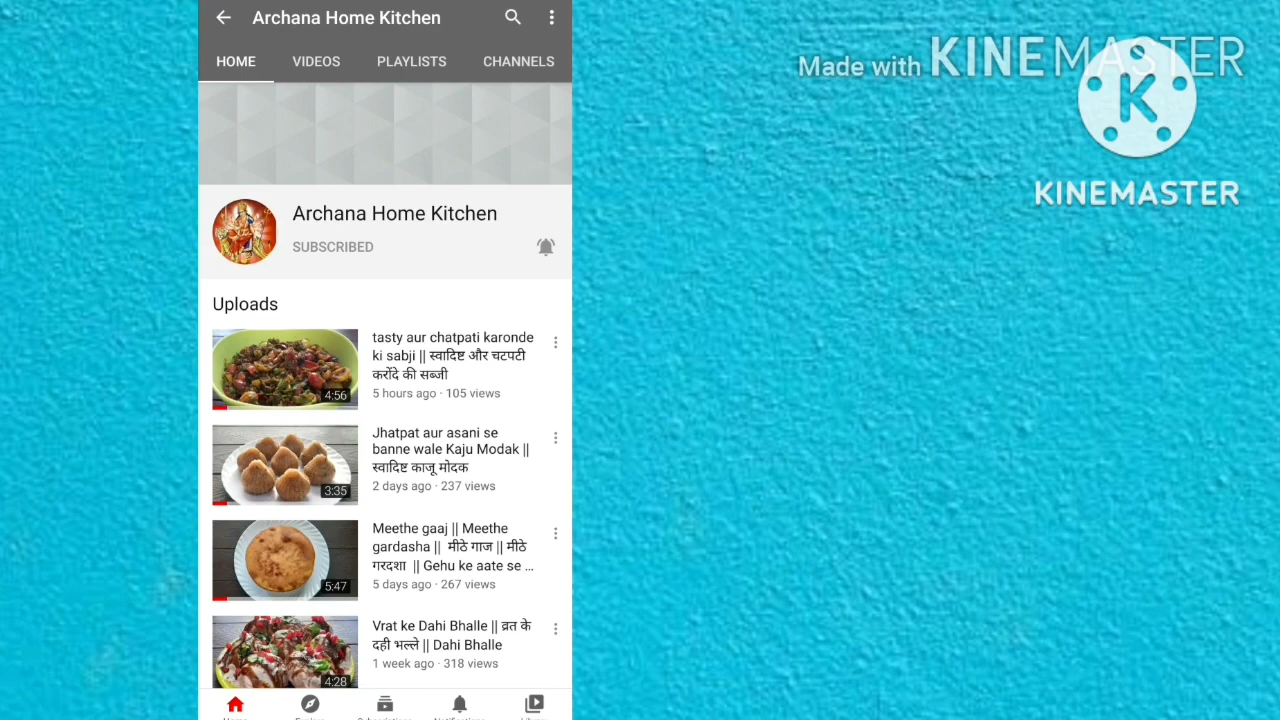 Archana Home Kitchen
HOME VIDEOS PLAYLISTS CHANNELS
Made with KINEMASTER
K
KINEMASTER
Archana Home Kitchen
SUBSCRIBED
Uploads
tasty aur chatpati karonde
ki sabji || स्वादिष्ट और चटपटी
करोंदे की सब्जी
5 hours ago · 105 views
4:56
Jhatpat aur asani se
banne wale Kaju Modak ||
स्वादिष्ट काजू मोदक
2 days ago · 237 views
3:35
Meethe gaaj || Meethe
gardasha || मीठे गाज || मीठे
गरदशा || Gehu ke aate se ...
5 days ago · 267 views
5:47
Vrat ke Dahi Bhalle || व्रत के
दही भल्ले || Dahi Bhalle
1 week ago · 318 views
4:28